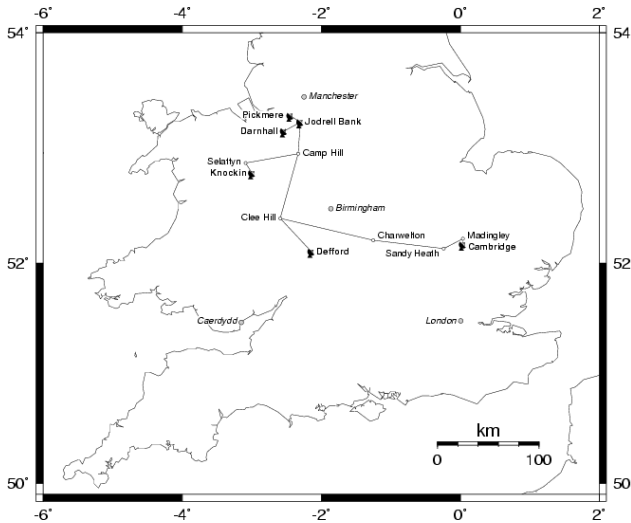 -6 -4 -2 0 2
54˚ 54˚
Manchester
Pickmere
Jodrell Bank
Darnhall
Camp Hill
Selattyn
Knockin
Birmingham
Clee Hill
Charwelton
Madingley
Sandy Heath
Cambridge
Defford
52˚ 52˚
Caerdydd
London
km
0 100
50˚ 50˚
-6˚ -4˚ -2˚ 0˚ 2˚